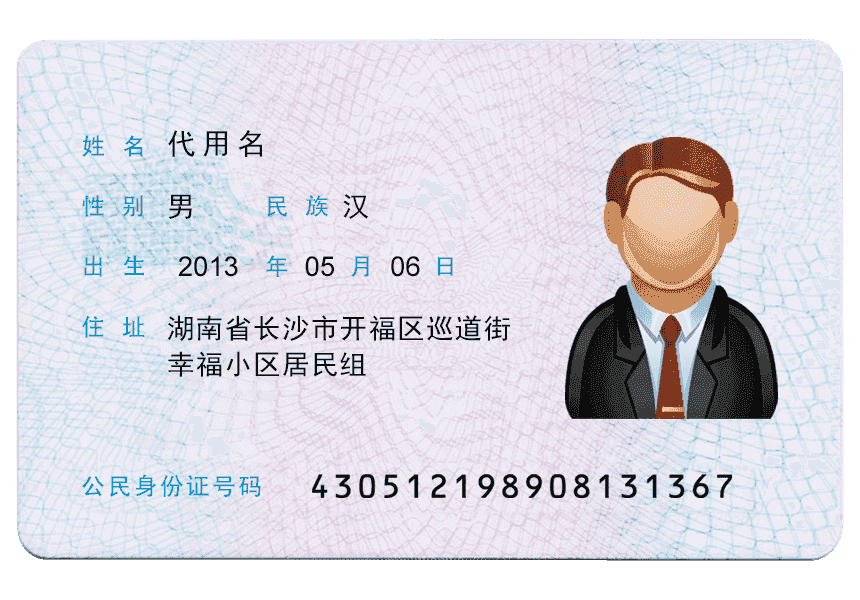 姓名 代用名
性别 男 民族 汉
出生 2013 年 05 月 06 日
住址 湖南省长沙市开福区巡道街
幸福小区居民组
公民身份证号码 430512198908131367